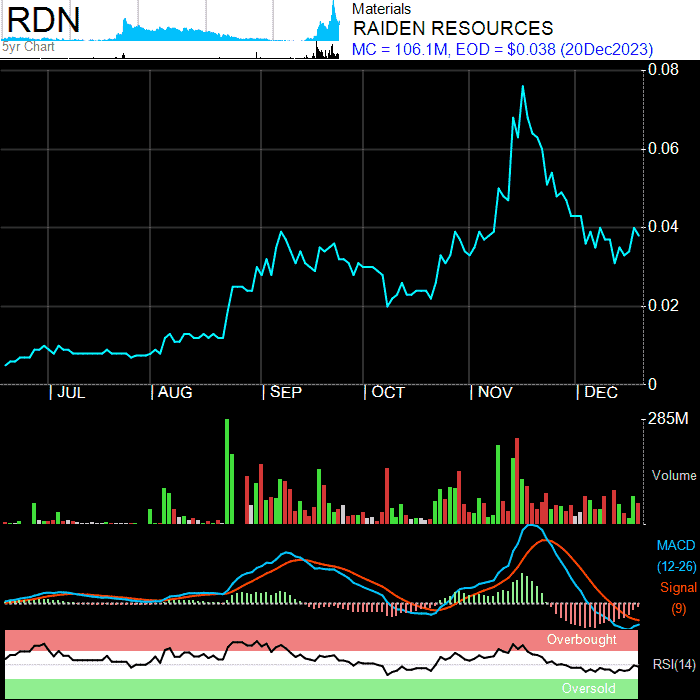 RDN
5yr Chart
Materials
RAIDEN RESOURCES
MC = 106.1M, EOD = $0.038 (20Dec2023)
0.08
0.06
0.04
0.02
0
| JUL | AUG | SEP | OCT | NOV | DEC
285M
Volume
MACD
(12-26)
Signal
(9)
Overbought
RSI(14)
Oversold